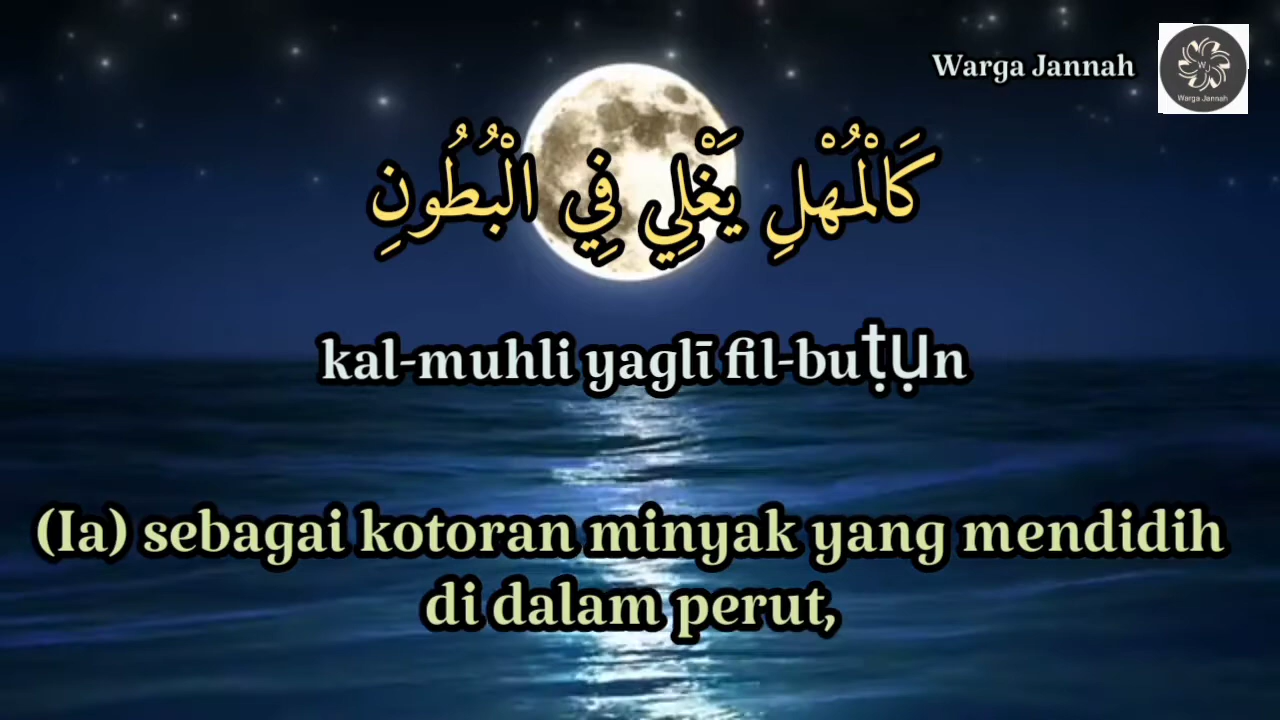 Warga Jannah
W
Warga Jannah
كَالْمُهْلِ يَغْلِي فِي الْبُطُونِ
kal-muhli yaglī fil-buṭụn
(Ia) sebagai kotoran minyak yang mendidih
di dalam perut,